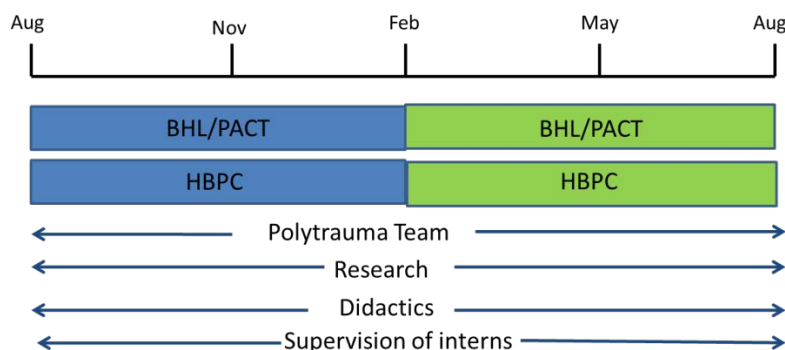 Aug Nov Feb May Aug
BHL/PACT BHL/PACT
HBPC HBPC
Polytrauma Team
Research
Didactics
Supervision of interns